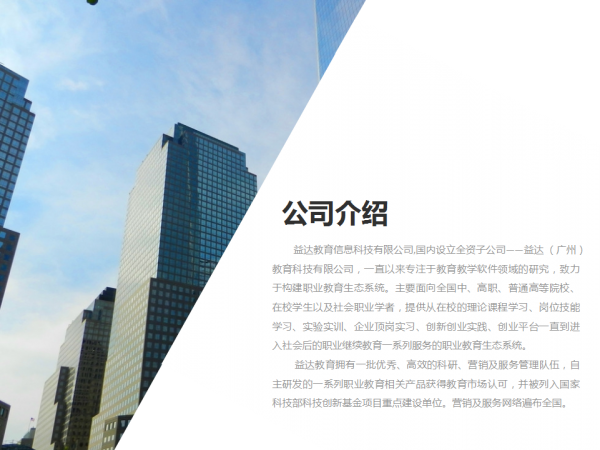 公司介绍
益达教育信息科技有限公司,国内设立全资子公司——益达（广州）
教育科技有限公司，一直以来专注于教育教学软件领域的研究，致力
于构建职业教育生态系统。主要面向全国中、高职、普通高等院校、
在校学生以及社会职业学者，提供从在校的理论课程学习、岗位技能
学习、实验实训、企业顶岗实习、创新创业实践、创业平台一直到进
入社会后的职业继续教育一系列服务的职业教育生态系统。
益达教育拥有一批优秀、高效的科研、营销及服务管理队伍，自
主研发的一系列职业教育相关产品获得教育市场认可，并被列入国家
科技部科技创新基金项目重点建设单位。营销及服务网络遍布全国。